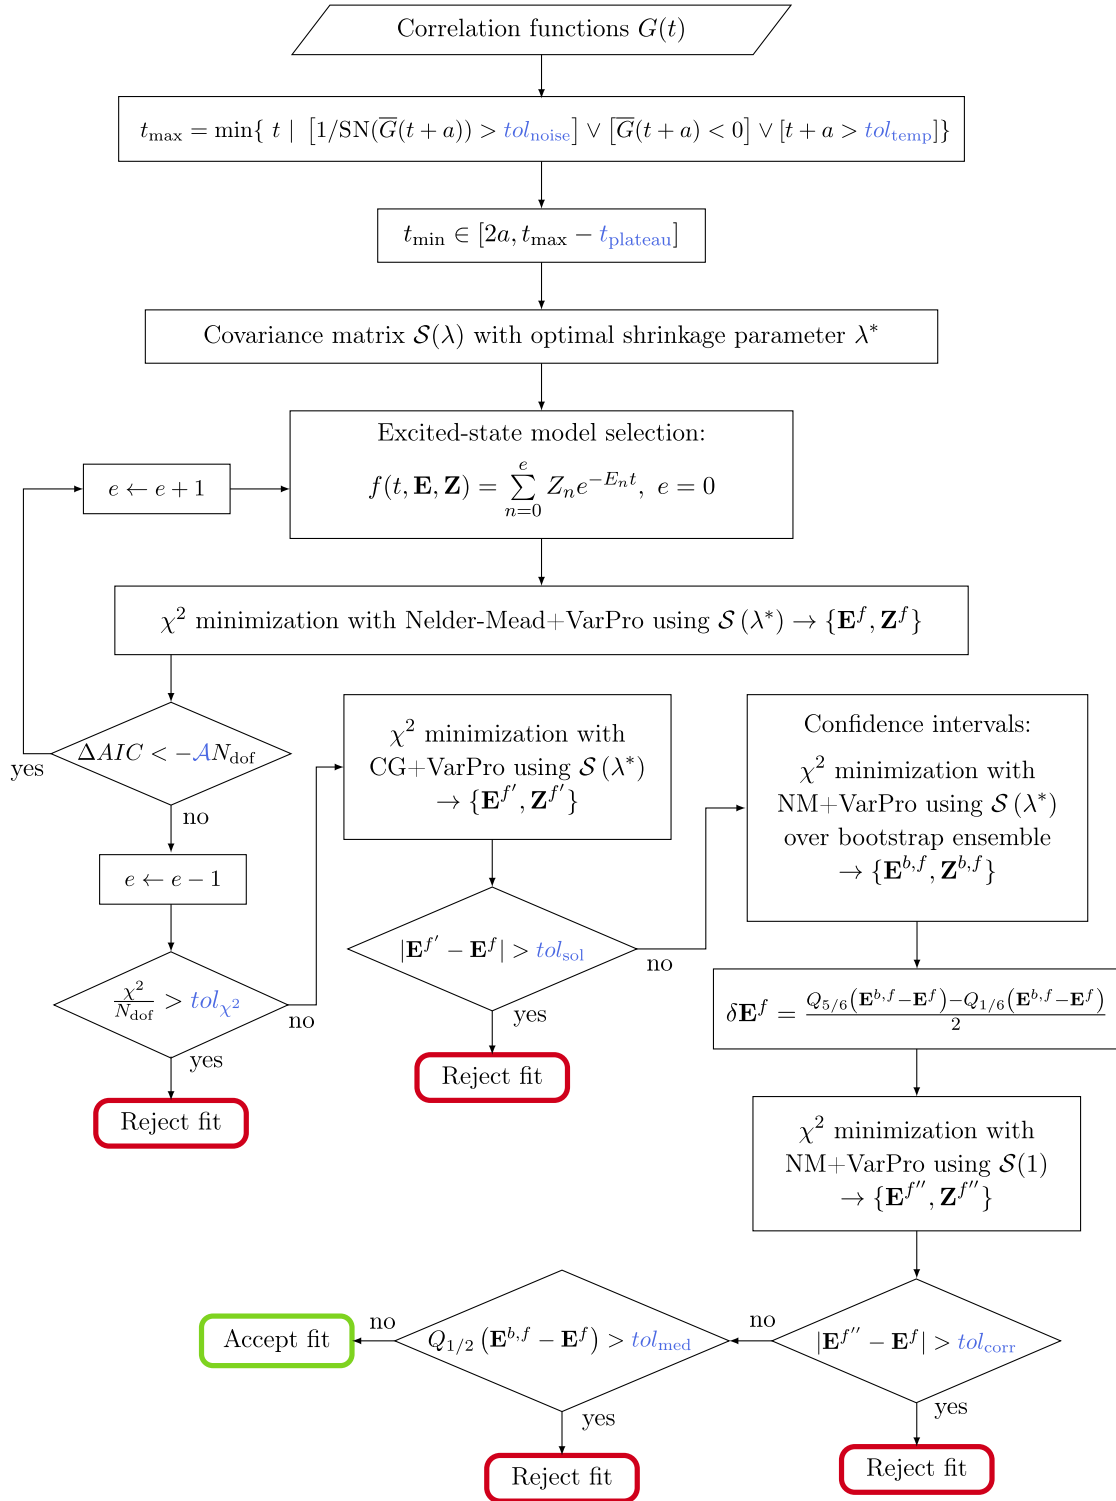 Correlation functions G(t)
t_max = min{ t | [1/SN(G̅(t + a)) > tol_noise] ∨ [G̅(t + a) < 0] ∨ [t + a > tol_temp]}
t_min ∈ [2a, t_max − t_plateau]
Covariance matrix 𝒮(λ) with optimal shrinkage parameter λ*
Excited-state model selection:
f(t, E, Z) = ∑_{n=0}^{e} Z_n e^{−E_n t}, e = 0
e ← e + 1
χ² minimization with Nelder-Mead+VarPro using 𝒮(λ*) → {E^f, Z^f}
ΔAIC < −𝒜N_dof
yes
no
e ← e − 1
χ²/N_dof > tol_χ²
no
yes
Reject fit
χ² minimization with
CG+VarPro using 𝒮(λ*)
→ {E^f′, Z^f′}
|E^f′ − E^f| > tol_sol
no
yes
Reject fit
Confidence intervals:
χ² minimization with
NM+VarPro using 𝒮(λ*)
over bootstrap ensemble
→ {E^{b,f}, Z^{b,f}}
δE^f = (Q_{5/6}(E^{b,f} − E^f) − Q_{1/6}(E^{b,f} − E^f))/2
χ² minimization with
NM+VarPro using 𝒮(1)
→ {E^f″, Z^f″}
|E^f″ − E^f| > tol_corr
no
yes
Reject fit
Q_{1/2}(E^{b,f} − E^f) > tol_med
no
yes
Reject fit
Accept fit